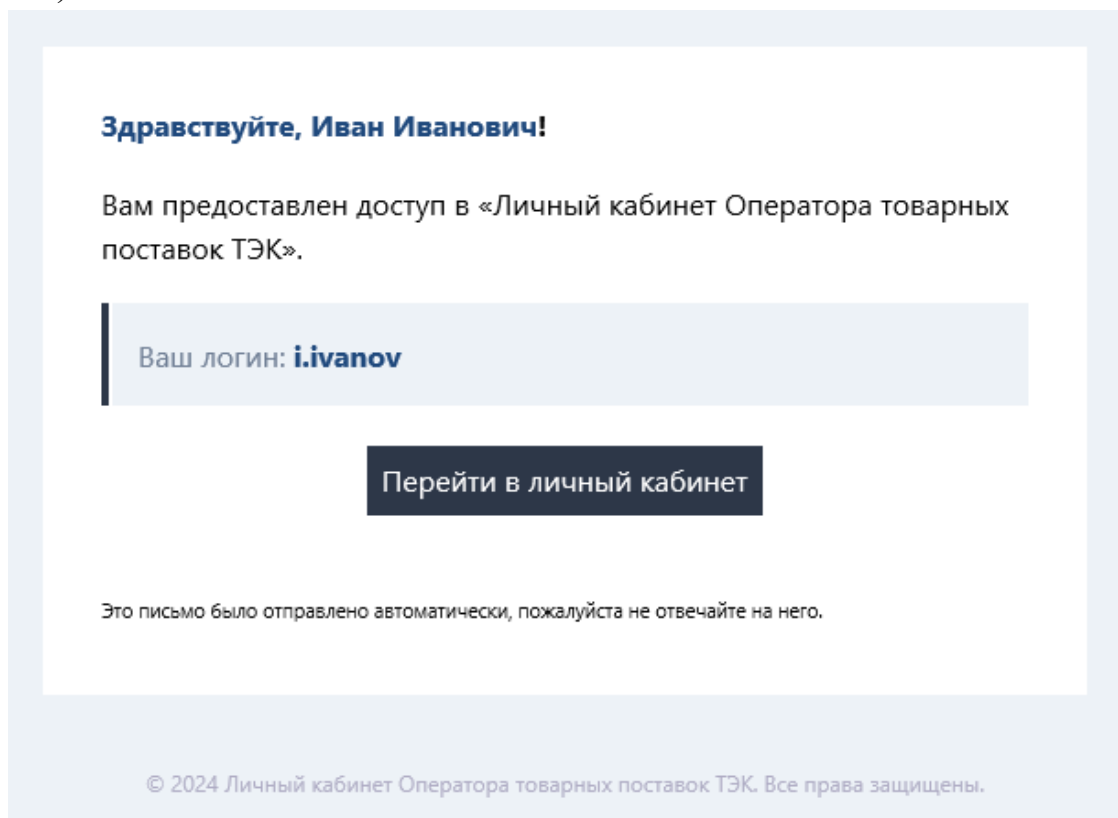 Здравствуйте, Иван Иванович!
Вам предоставлен доступ в «Личный кабинет Оператора товарных
поставок ТЭК».
Ваш логин: i.ivanov
Перейти в личный кабинет
Это письмо было отправлено автоматически, пожалуйста не отвечайте на него.
© 2024 Личный кабинет Оператора товарных поставок ТЭК. Все права защищены.